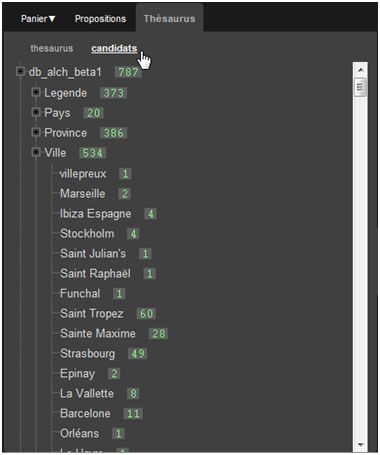 Panier▼ Propositions Thésaurus
thesaurus candidats
db_alch_beta1 787
Legende 373
Pays 20
Province 386
Ville 534
villepreux 1
Marseille 2
Ibiza Espagne 4
Stockholm 4
Saint Julian's 1
Saint Raphaël 1
Funchal 1
Saint Tropez 60
Sainte Maxime 28
Strasbourg 49
Epinay 2
La Vallette 8
Barcelone 11
Orléans 1